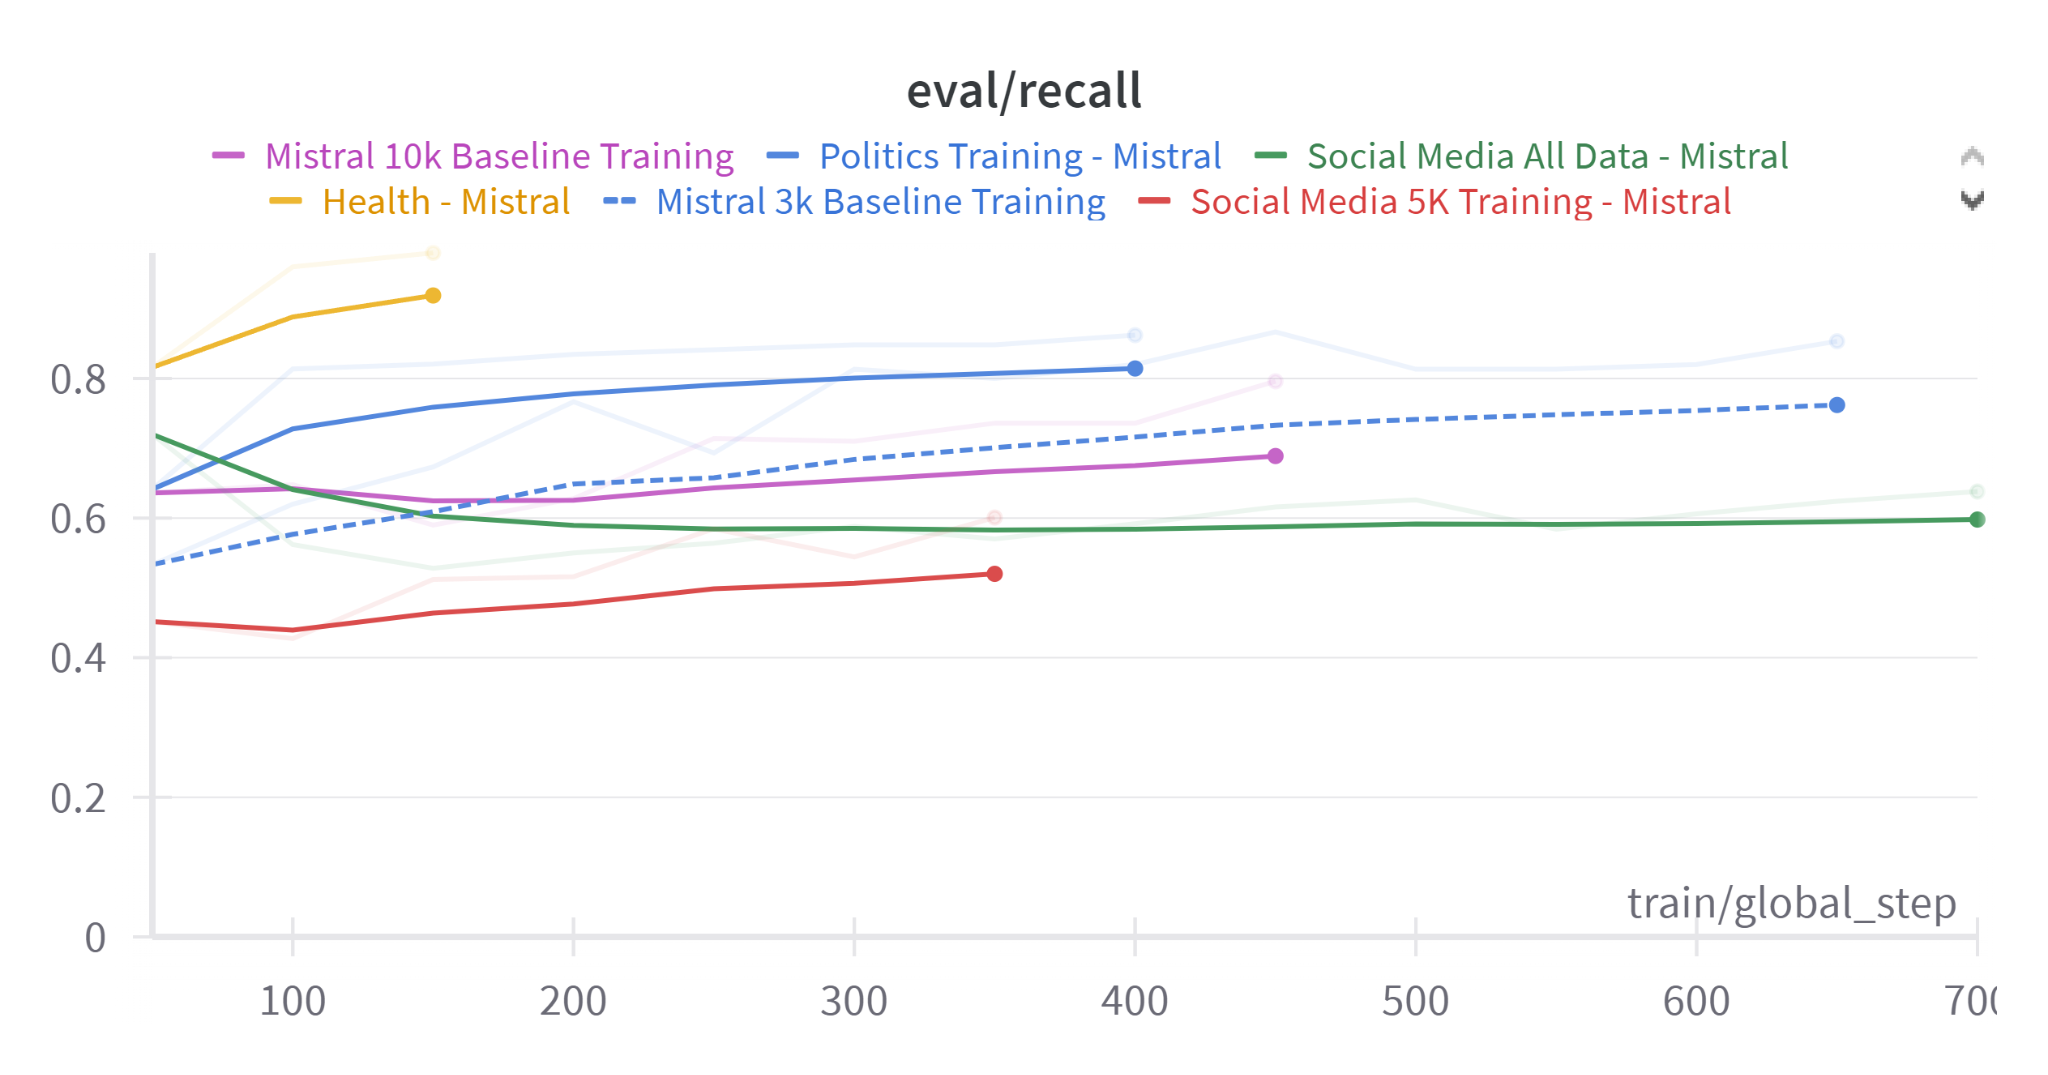 eval/recall
Mistral 10k Baseline Training Politics Training - Mistral Social Media All Data - Mistral
Health - Mistral Mistral 3k Baseline Training Social Media 5K Training - Mistral
0.8
0.6
0.4
0.2
train/global_step
0
100 200 300 400 500 600 700